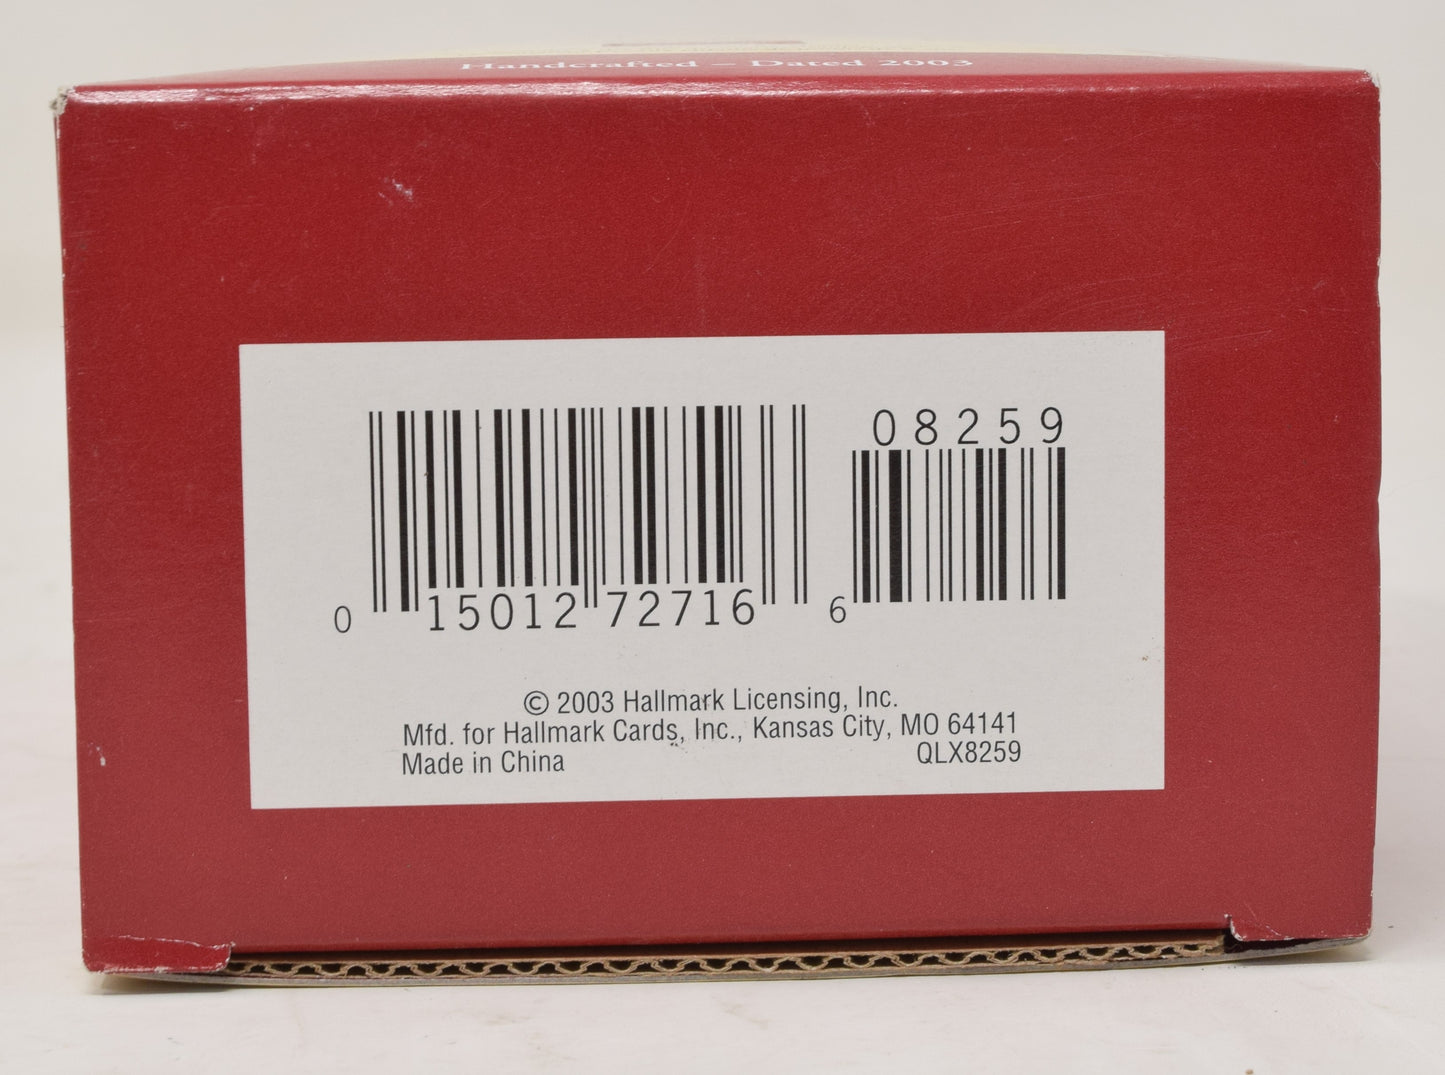 Handcrafted – Dated 2003
08259
0 15012 72716 6
© 2003 Hallmark Licensing, Inc.
Mfd. for Hallmark Cards, Inc., Kansas City, MO 64141
Made in China QLX8259